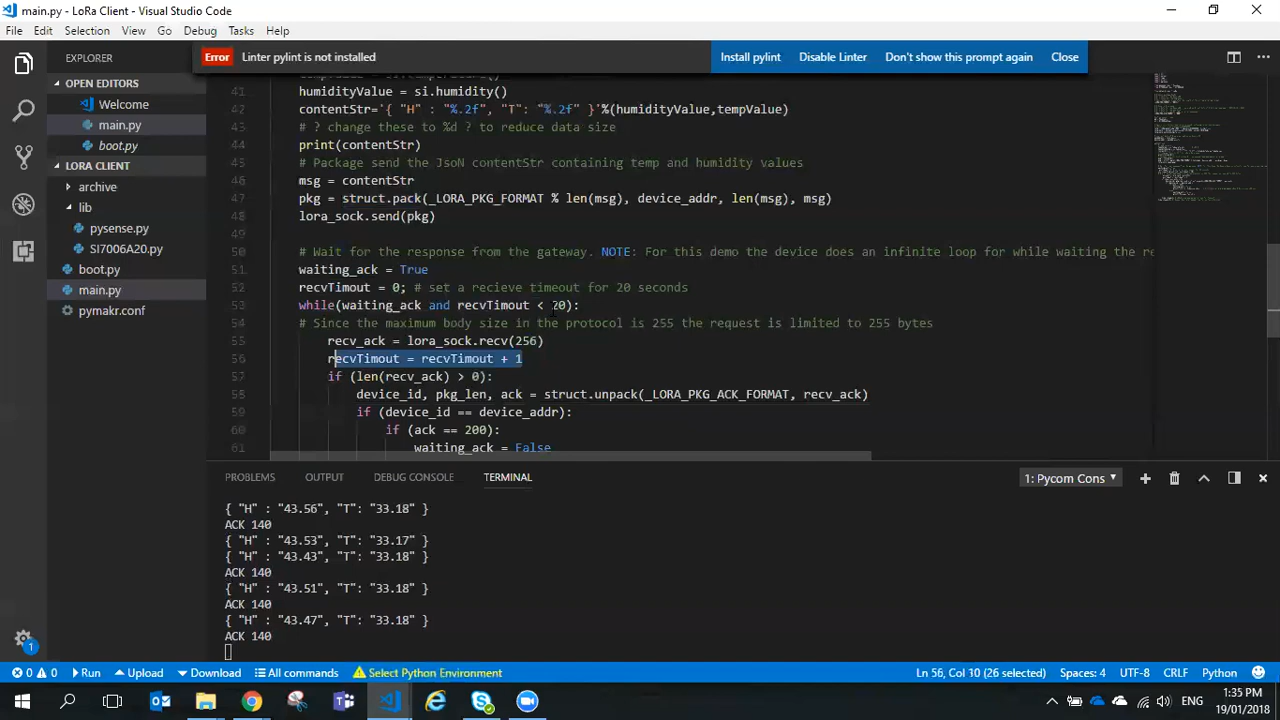 main.py - LoRa Client - Visual Studio Code
File Edit Selection View Go Debug Tasks Help
EXPLORER
Error Linter pylint is not installed Install pylint Disable Linter Don't show this prompt again Close
OPEN EDITORS
Welcome
main.py
boot.py
LORA CLIENT
archive
lib
pysense.py
SI7006A20.py
boot.py
main.py
pymakr.conf
41 humidityValue = si.humidity()
42 contentStr='{ "H" : "%.2f", "T": "%.2f" }'%(humidityValue,tempValue)
43 # ? change these to %d ? to reduce data size
44 print(contentStr)
45 # Package send the JsoN contentStr containing temp and humidity values
46 msg = contentStr
47 pkg = struct.pack(_LORA_PKG_FORMAT % len(msg), device_addr, len(msg), msg)
48 lora_sock.send(pkg)
49
50 # Wait for the response from the gateway. NOTE: For this demo the device does an infinite loop for while waiting the re
51 waiting_ack = True
52 recvTimout = 0; # set a recieve timeout for 20 seconds
53 while(waiting_ack and recvTimout < 20):
54 # Since the maximum body size in the protocol is 255 the request is limited to 255 bytes
55 recv_ack = lora_sock.recv(256)
56 recvTimout = recvTimout + 1
57 if (len(recv_ack) > 0):
58 device_id, pkg_len, ack = struct.unpack(_LORA_PKG_ACK_FORMAT, recv_ack)
59 if (device_id == device_addr):
60 if (ack == 200):
61 waiting_ack = False
PROBLEMS OUTPUT DEBUG CONSOLE TERMINAL 1: Pycom Cons
{ "H" : "43.56", "T": "33.18" }
ACK 140
{ "H" : "43.53", "T": "33.17" }
{ "H" : "43.43", "T": "33.18" }
ACK 140
{ "H" : "43.51", "T": "33.18" }
ACK 140
{ "H" : "43.47", "T": "33.18" }
ACK 140
1
0 0 Run Upload Download All commands Select Python Environment Ln 56, Col 10 (26 selected) Spaces: 4 UTF-8 CRLF Python
ENG 1:35 PM
19/01/2018